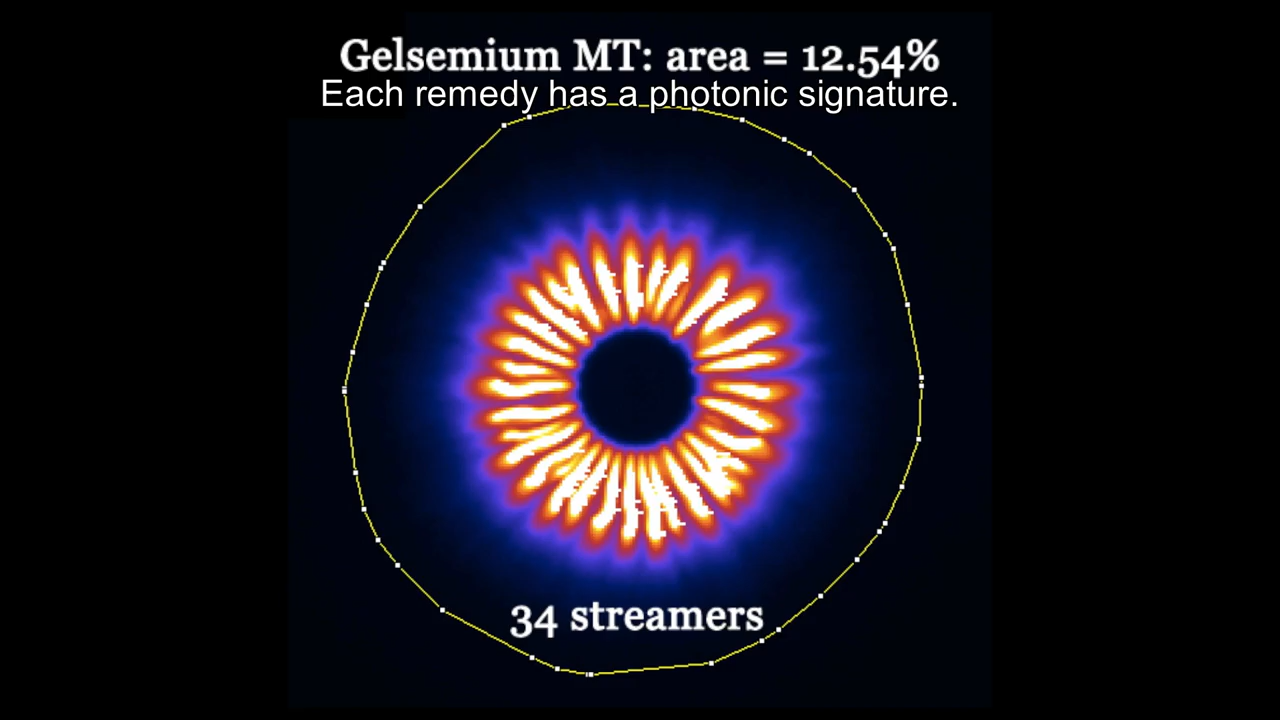 Gelsemium MT: area = 12.54%
Each remedy has a photonic signature.
34 streamers